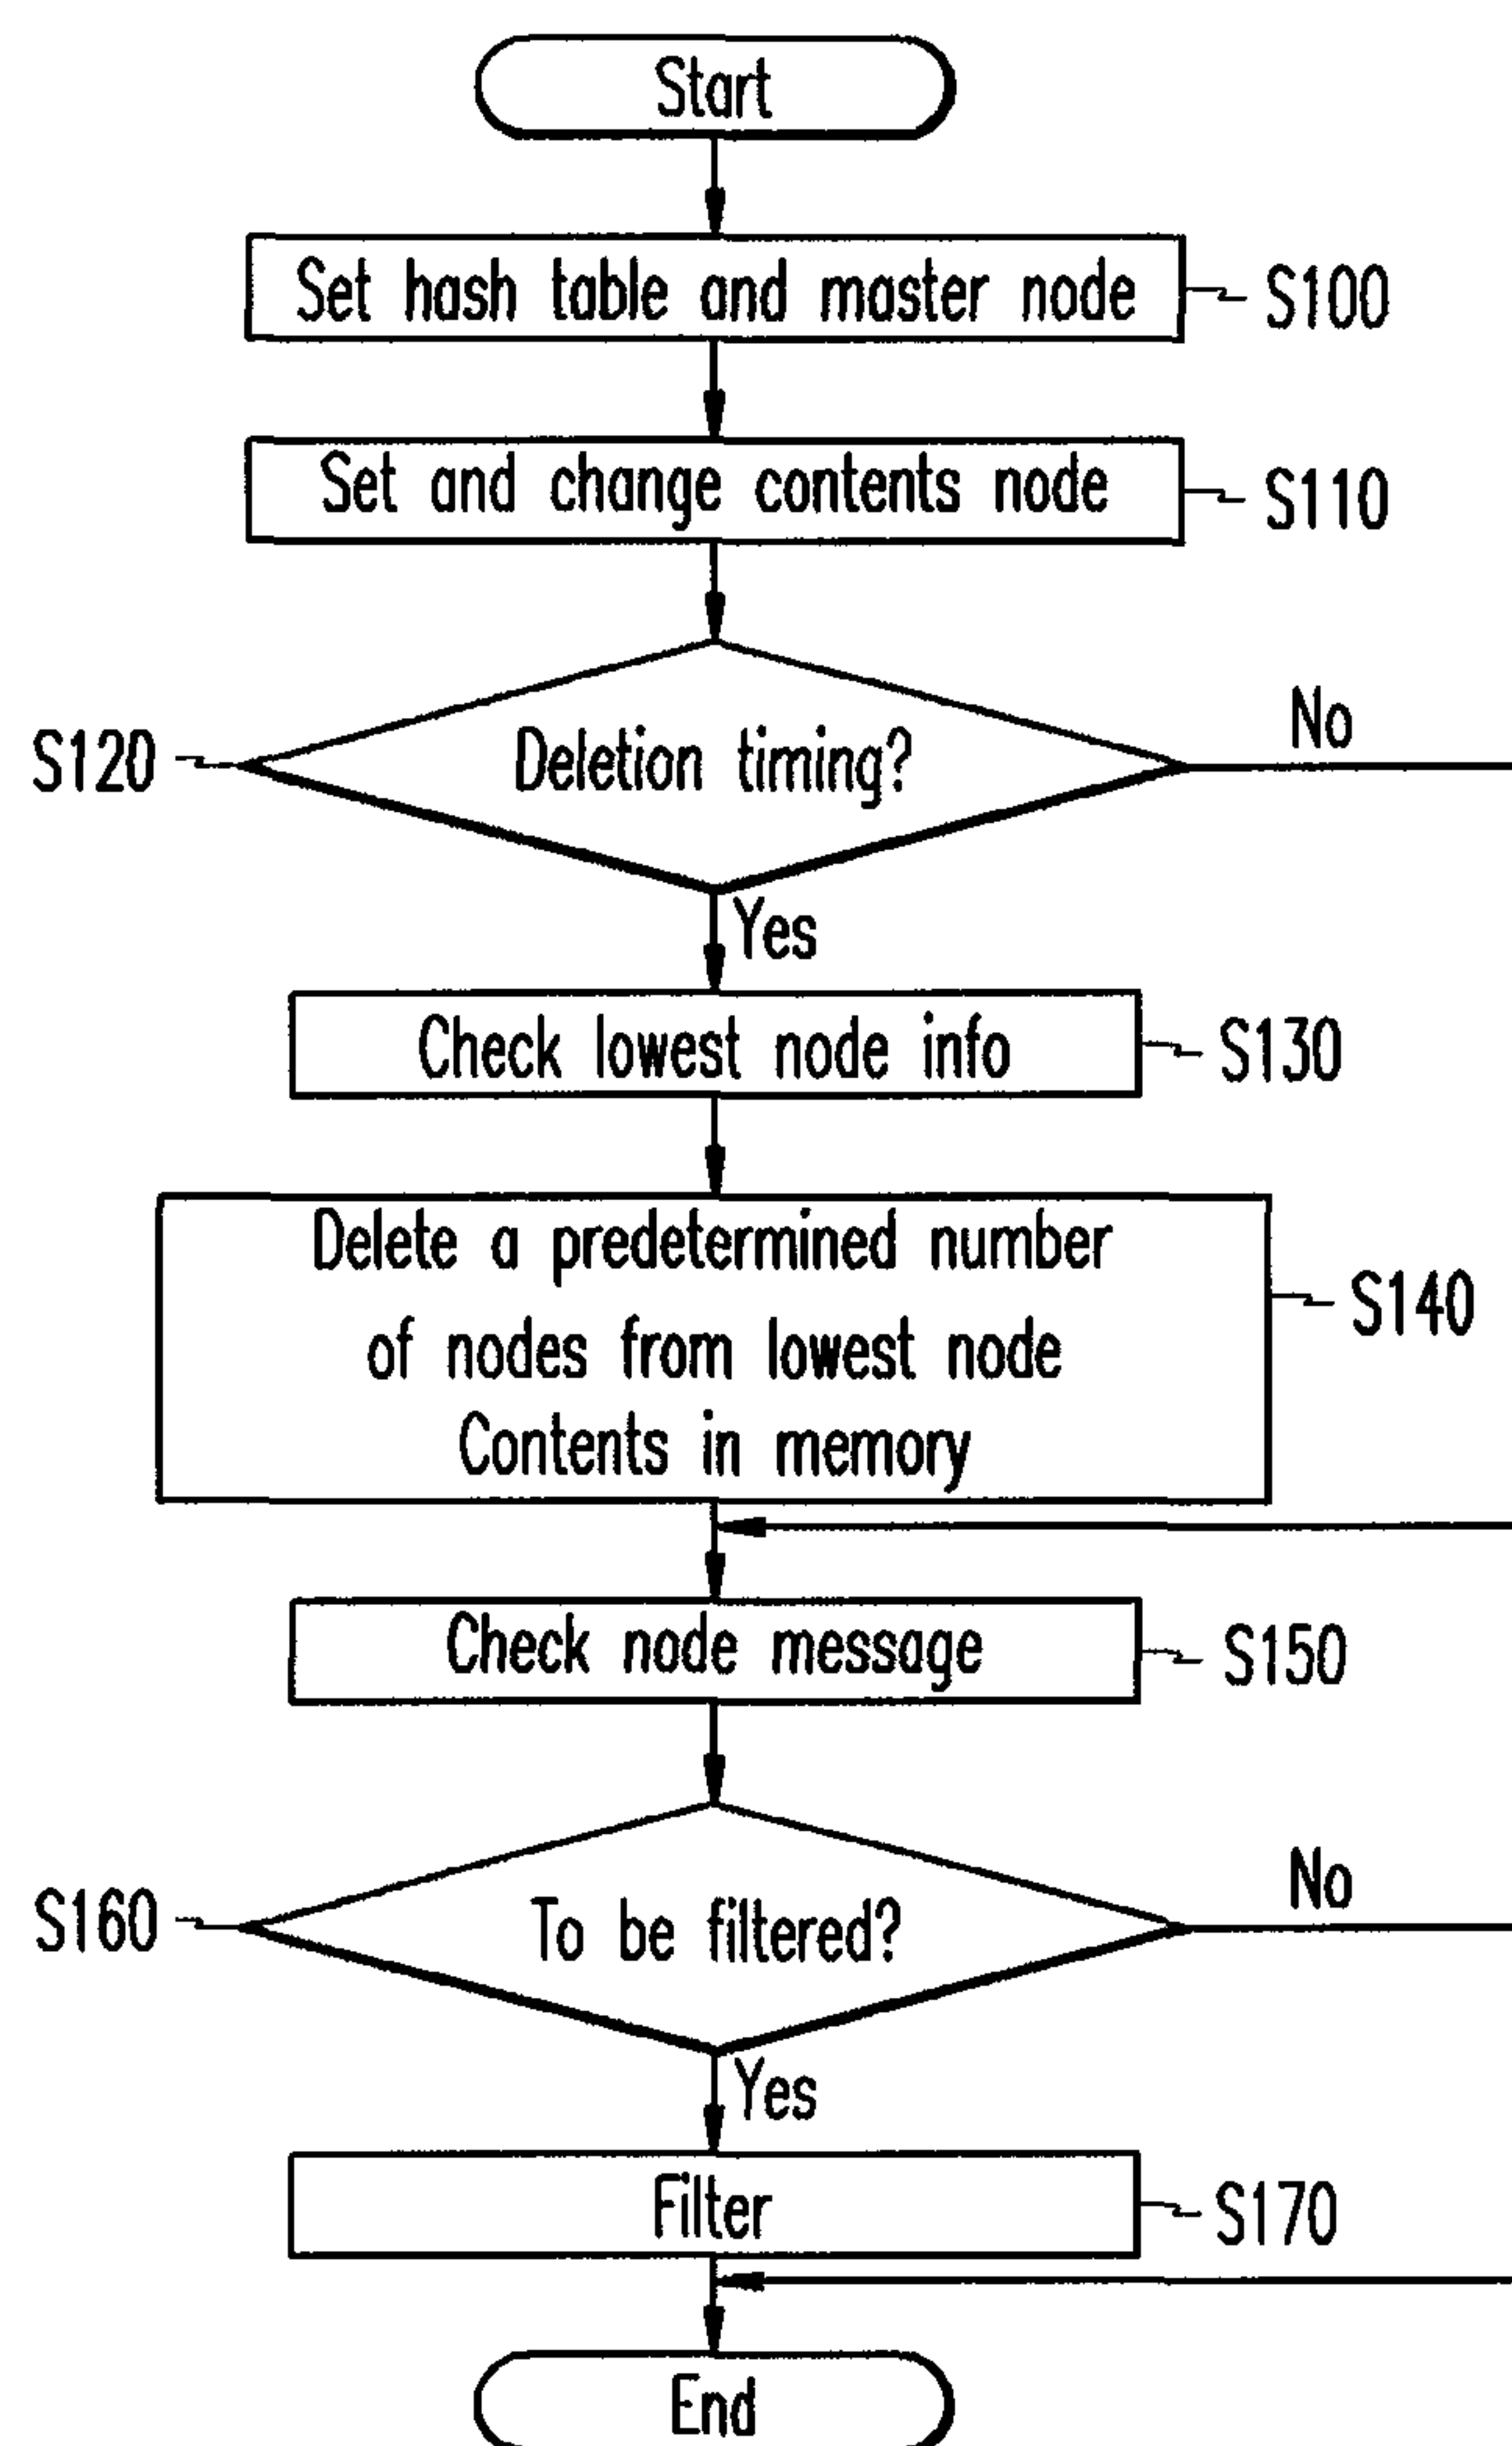 Start
Set hash table and master node
S100
Set and change contents node
S110
S120
Deletion timing?
No
Yes
Check lowest node info
S130
Delete a predetermined number
of nodes from lowest node
Contents in memory
S140
Check node message
S150
S160
To be filtered?
No
Yes
Filter
S170
End